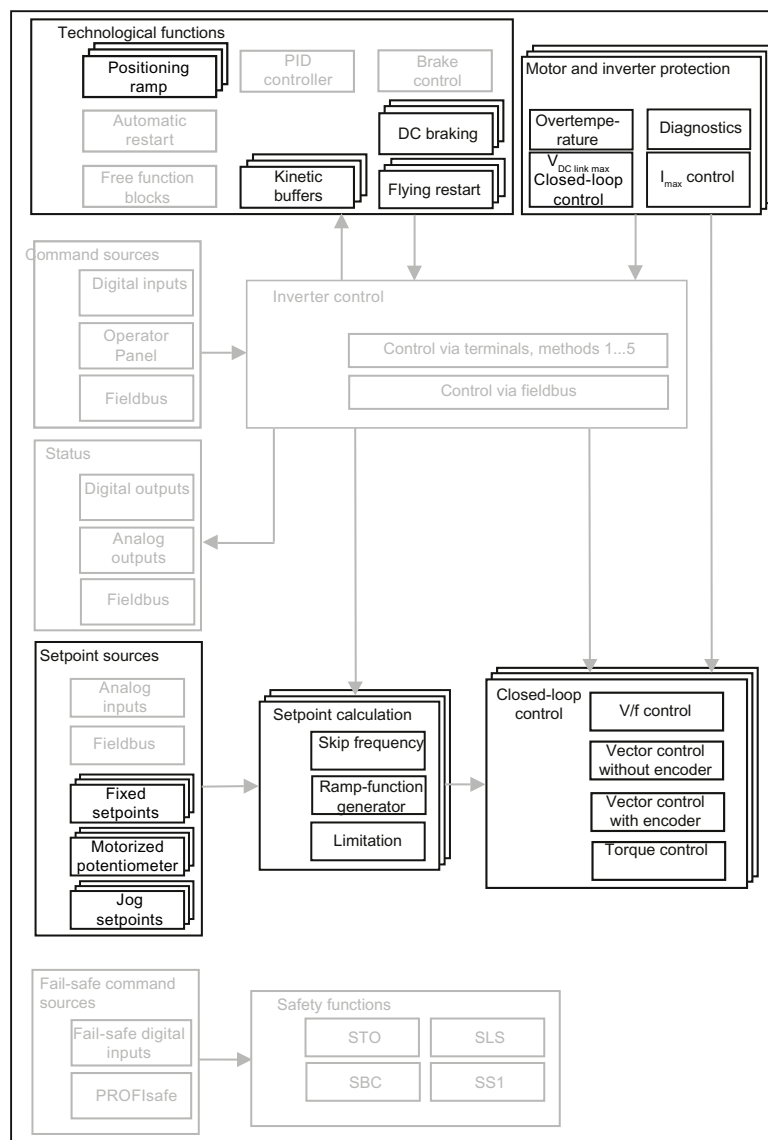 Technological functions
Positioning
ramp
PID
controller
Brake
control
Automatic
restart
DC braking
Free function
blocks
Kinetic
buffers
Flying restart
Motor and inverter protection
Overtempe-
rature
Diagnostics
VDC link max
Closed-loop
control
Imax control
Command sources
Digital inputs
Operator
Panel
Fieldbus
Inverter control
Control via terminals, methods 1...5
Control via fieldbus
Status
Digital outputs
Analog
outputs
Fieldbus
Setpoint sources
Analog
inputs
Fieldbus
Fixed
setpoints
Motorized
potentiometer
Jog
setpoints
Setpoint calculation
Skip frequency
Ramp-function
generator
Limitation
Closed-loop
control
V/f control
Vector control
without encoder
Vector control
with encoder
Torque control
Fail-safe command
sources
Fail-safe digital
inputs
PROFIsafe
Safety functions
STO
SLS
SBC
SS1